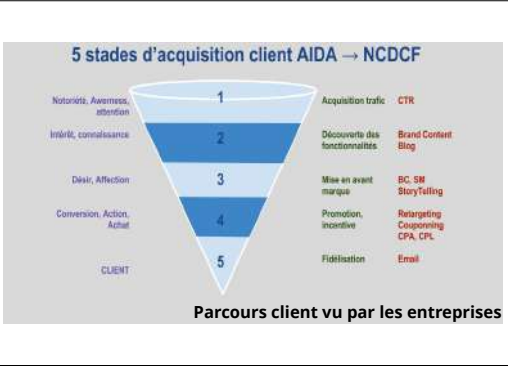 5 stades d'acquisition client AIDA → NCDCF
Notoriété, Awerness,
attention
1
Acquisition trafic
CTR
Intérêt, connaissance
2
Découverte des
fonctionnalités
Brand Content
Blog
Désir, Affection
3
Mise en avant
marque
BC, SM
StoryTelling
Conversion, Action,
Achat
4
Promotion,
incentive
Retargeting
Couponning
CPA, CPL
CLIENT
5
Fidélisation
Email
Parcours client vu par les entreprises